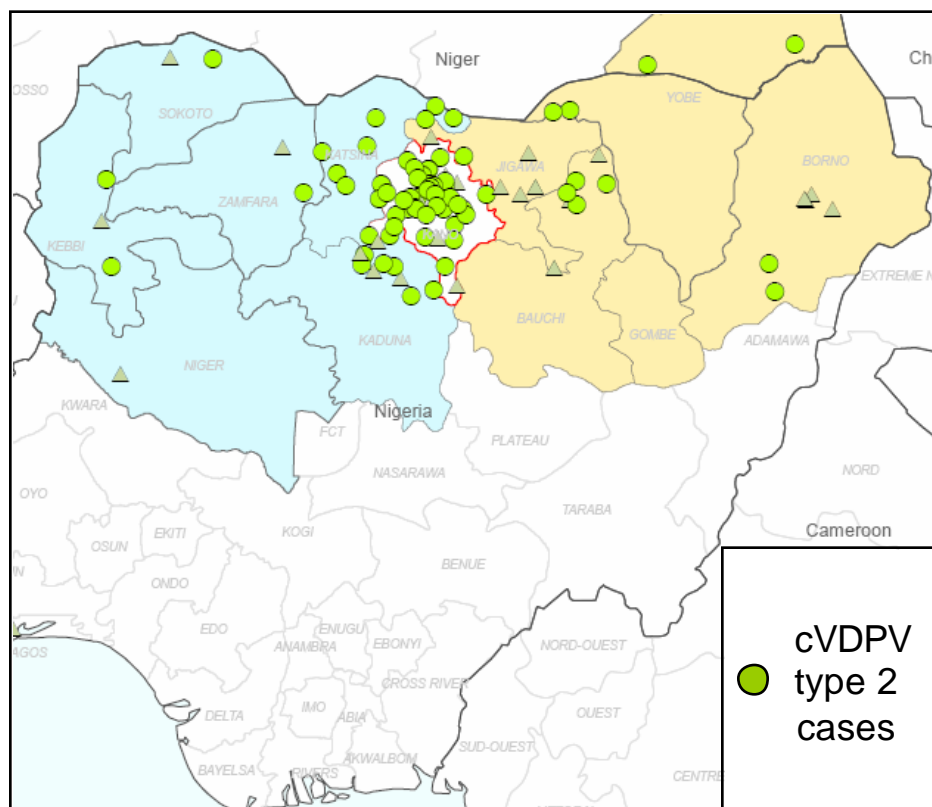 Niger
Ch
OSSO
SOKOTO
YOBE
KATSINA
JIGAWA
BORNO
ZAMFARA
KEBBI
KANO
EXTREME N
BAUCHI
GOMBE
ADAMAWA
KADUNA
NIGER
KWARA
Nigeria
FCT
PLATEAU
NASARAWA
NORD
OYO
TARABA
KOGI
Cameroon
OSUN
EKITI
BENUE
ONDO
EDO
ENUGU
EBONYI
ANAMBRA
NORD-OUEST
AGOS
CROSS RIVER
DELTA
IMO
ABIA
OUEST
SUD-OUEST
AKWALBOM
BAYELSA
RIVERS
CENTRE
cVDPV
type 2
cases